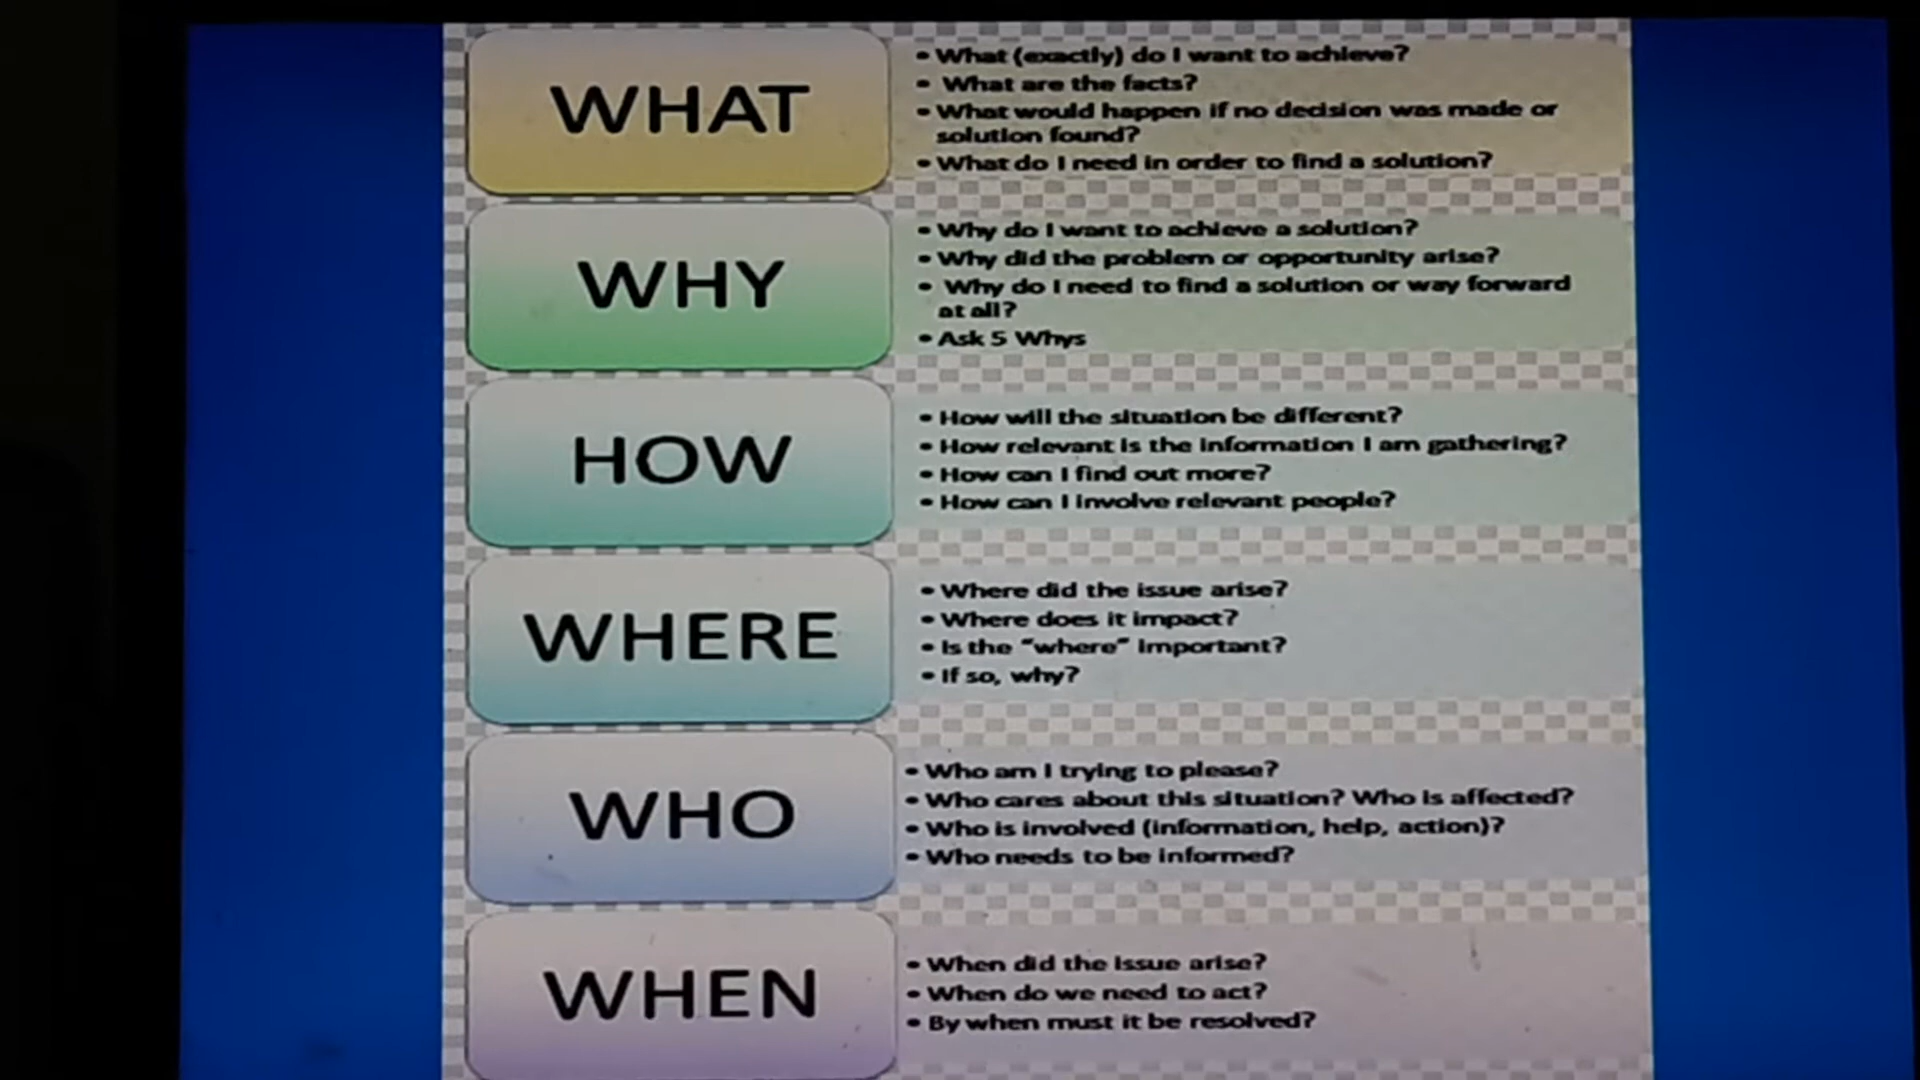 WHAT
• What (exactly) do I want to achieve?
• What are the facts?
• What would happen if no decision was made or
solution found?
• What do I need in order to find a solution?
WHY
• Why do I want to achieve a solution?
• Why did the problem or opportunity arise?
• Why do I need to find a solution or way forward
at all?
• Ask 5 Whys
HOW
• How will the situation be different?
• How relevant is the information I am gathering?
• How can I find out more?
• How can I involve relevant people?
WHERE
• Where did the issue arise?
• Where does it impact?
• Is the "where" important?
• If so, why?
WHO
• Who am I trying to please?
• Who cares about this situation? Who is affected?
• Who is involved (information, help, action)?
• Who needs to be informed?
WHEN
• When did the issue arise?
• When do we need to act?
• By when must it be resolved?